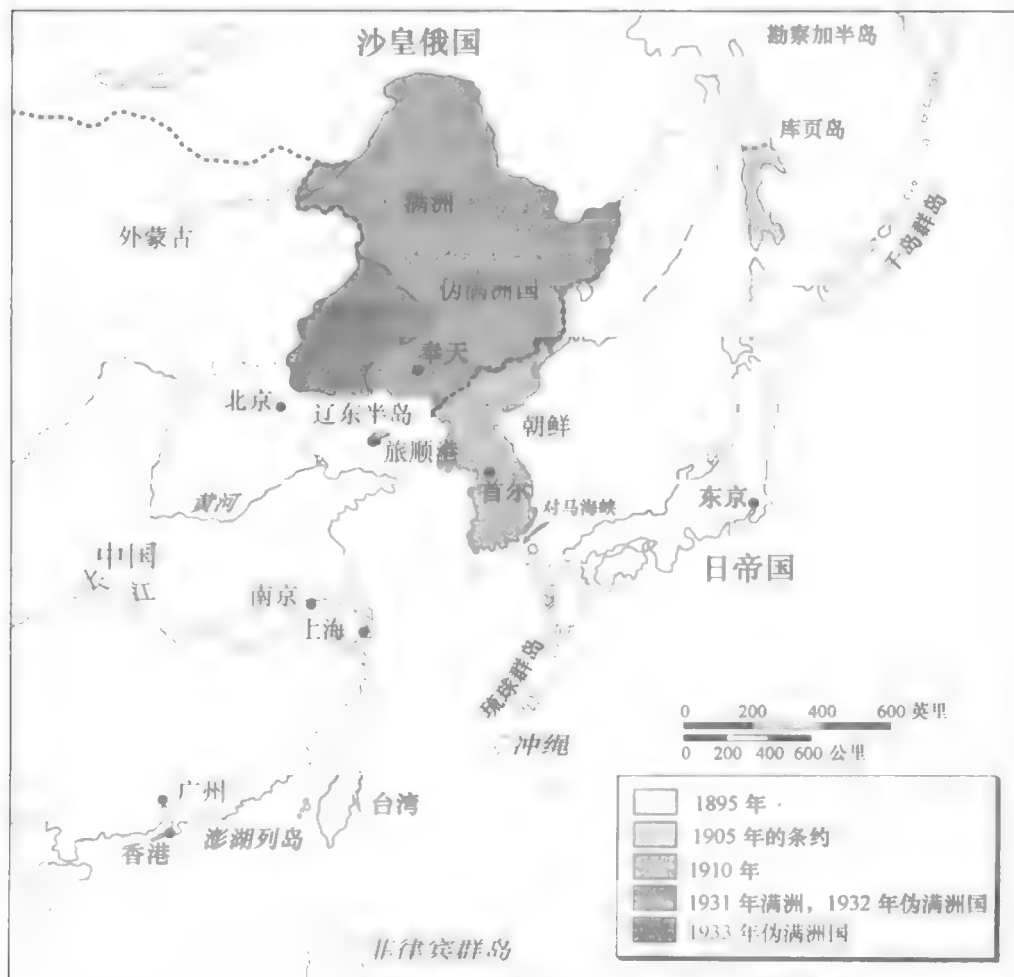 沙皇俄国
勘察加半岛
库页岛
千岛群岛
外蒙古
满洲
伪满洲国
奉天
北京
辽东半岛
旅顺港
朝鲜
首尔
对马海峡
东京
日帝国
黄河
中国
长江
南京
上海
琉球群岛
冲绳
广州
香港
澎湖列岛
台湾
菲律宾群岛
0 200 400 600 英里
0 200 400 600 公里
1895 年
1905 年的条约
1910 年
1931 年满洲，1932 年伪满洲国
1933 年伪满洲国